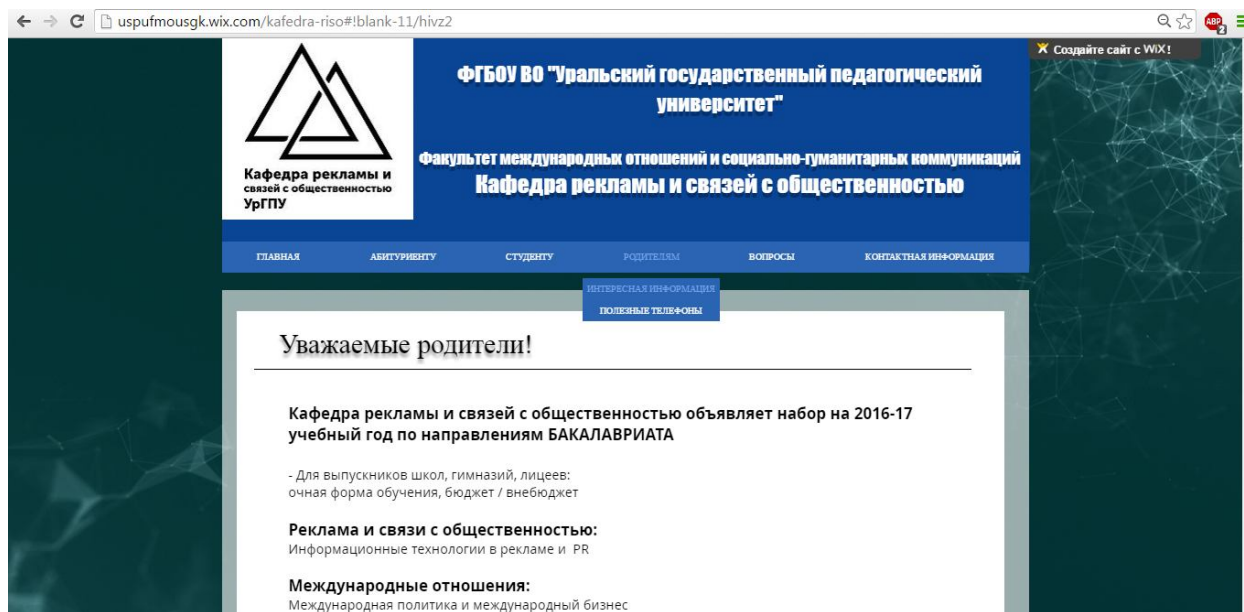 uspufmousgk.wix.com/kafedra-riso#!blank-11/hivz2
ABP
2
Создайте сайт с WiX!
Кафедра рекламы и
связей с общественностью
УрГПУ
ФГБОУ ВО "Уральский государственный педагогический
университет"
Факультет международных отношений и социально-гуманитарных коммуникаций
Кафедра рекламы и связей с общественностью
ГЛАВНАЯ АБИТУРИЕНТУ СТУДЕНТУ РОДИТЕЛЯМ ВОПРОСЫ КОНТАКТНАЯ ИНФОРМАЦИЯ
ИНТЕРЕСНАЯ ИНФОРМАЦИЯ
ПОЛЕЗНЫЕ ТЕЛЕФОНЫ
Уважаемые родители!
Кафедра рекламы и связей с общественностью объявляет набор на 2016-17
учебный год по направлениям БАКАЛАВРИАТА
- Для выпускников школ, гимназий, лицеев:
очная форма обучения, бюджет / внебюджет
Реклама и связи с общественностью:
Информационные технологии в рекламе и PR
Международные отношения:
Международная политика и международный бизнес